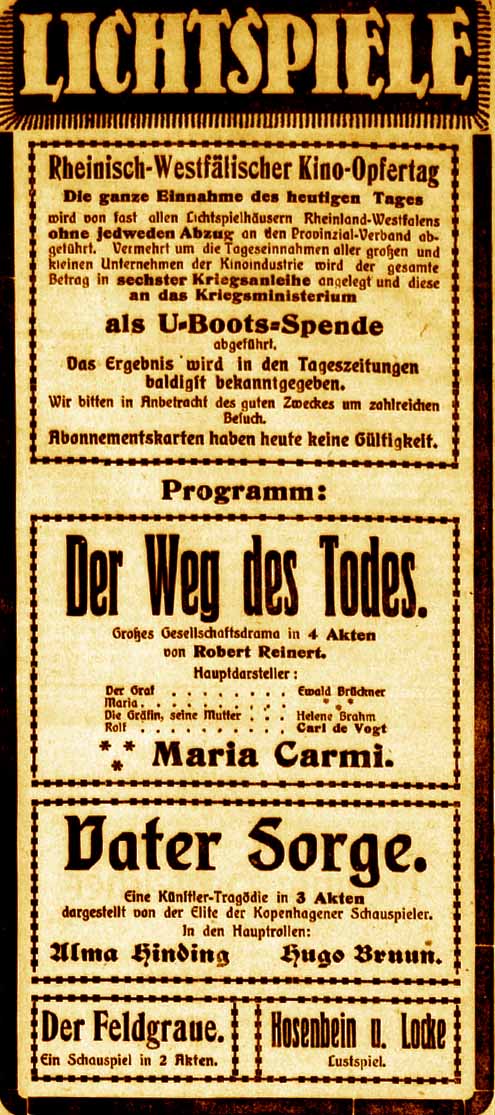 LICHTSPIELE
Rheinisch-Westfälischer Kino-Opfertag
Die ganze Einnahme des heutigen Tages
wird von fast allen Lichtspielhäusern Rheinland-Westfalens
ohne jedweden Abzug an den Provinzial-Verband ab-
geführt. Vermehrt um die Tageseinnahmen aller großen und
kleinen Unternehmen der Kinoindustrie wird der gesamte
Betrag in sechster Kriegsanleihe angelegt und diese
an das Kriegsministerium
als U-Boots-Spende
abgeführt.
Das Ergebnis wird in den Tageszeitungen
baldigst bekanntgegeben.
Wir bitten in Anbetracht des guten Zweckes um zahlreichen
Besuch.
Abonnementskarten haben heute keine Gültigkeit.
Programm:
Der Weg des Todes.
Großes Gesellschaftsdrama in 4 Akten
von Robert Reinert.
Hauptdarsteller:
Der Graf . . . . . . . . Ewald Brückner
Maria. . . . . . . . . . * * *
Die Gräfin, seine Mutter . . . Helene Brahm
Rolf . . . . . . . . . . Carl de Vogt
* * * Maria Carmi.
Vater Sorge.
Eine Künstler-Tragödie in 3 Akten
dargestellt von der Elite der Kopenhagener Schauspieler.
In den Hauptrollen:
Alma Hinding Hugo Bruun.
Der Feldgraue.
Ein Schauspiel in 2 Akten.
Hosenbein u. Locke
Lustspiel.